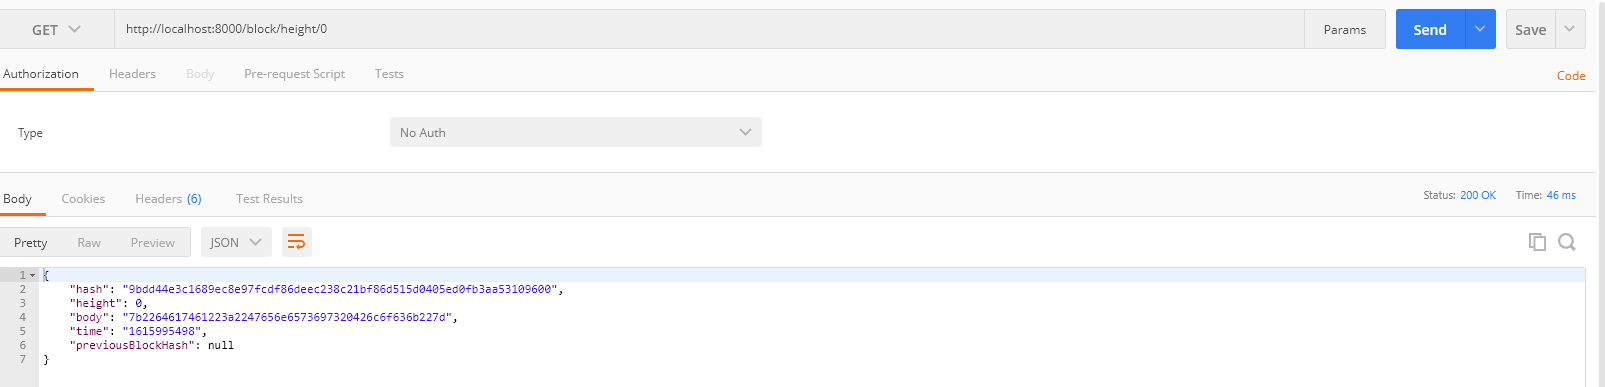 GET http://localhost:8000/block/height/0 Params Send Save
Authorization Headers Body Pre-request Script Tests Code
Type No Auth
Body Cookies Headers (6) Test Results Status: 200 OK Time: 46 ms
Pretty Raw Preview JSON
1 {
2 "hash": "9bdd44e3c1689ec8e97fcdf86deec238c21bf86d515d0405ed0fb3aa53109600",
3 "height": 0,
4 "body": "7b2264617461223a2247656e6573697320426c6f636b227d",
5 "time": "1615995498",
6 "previousBlockHash": null
7 }